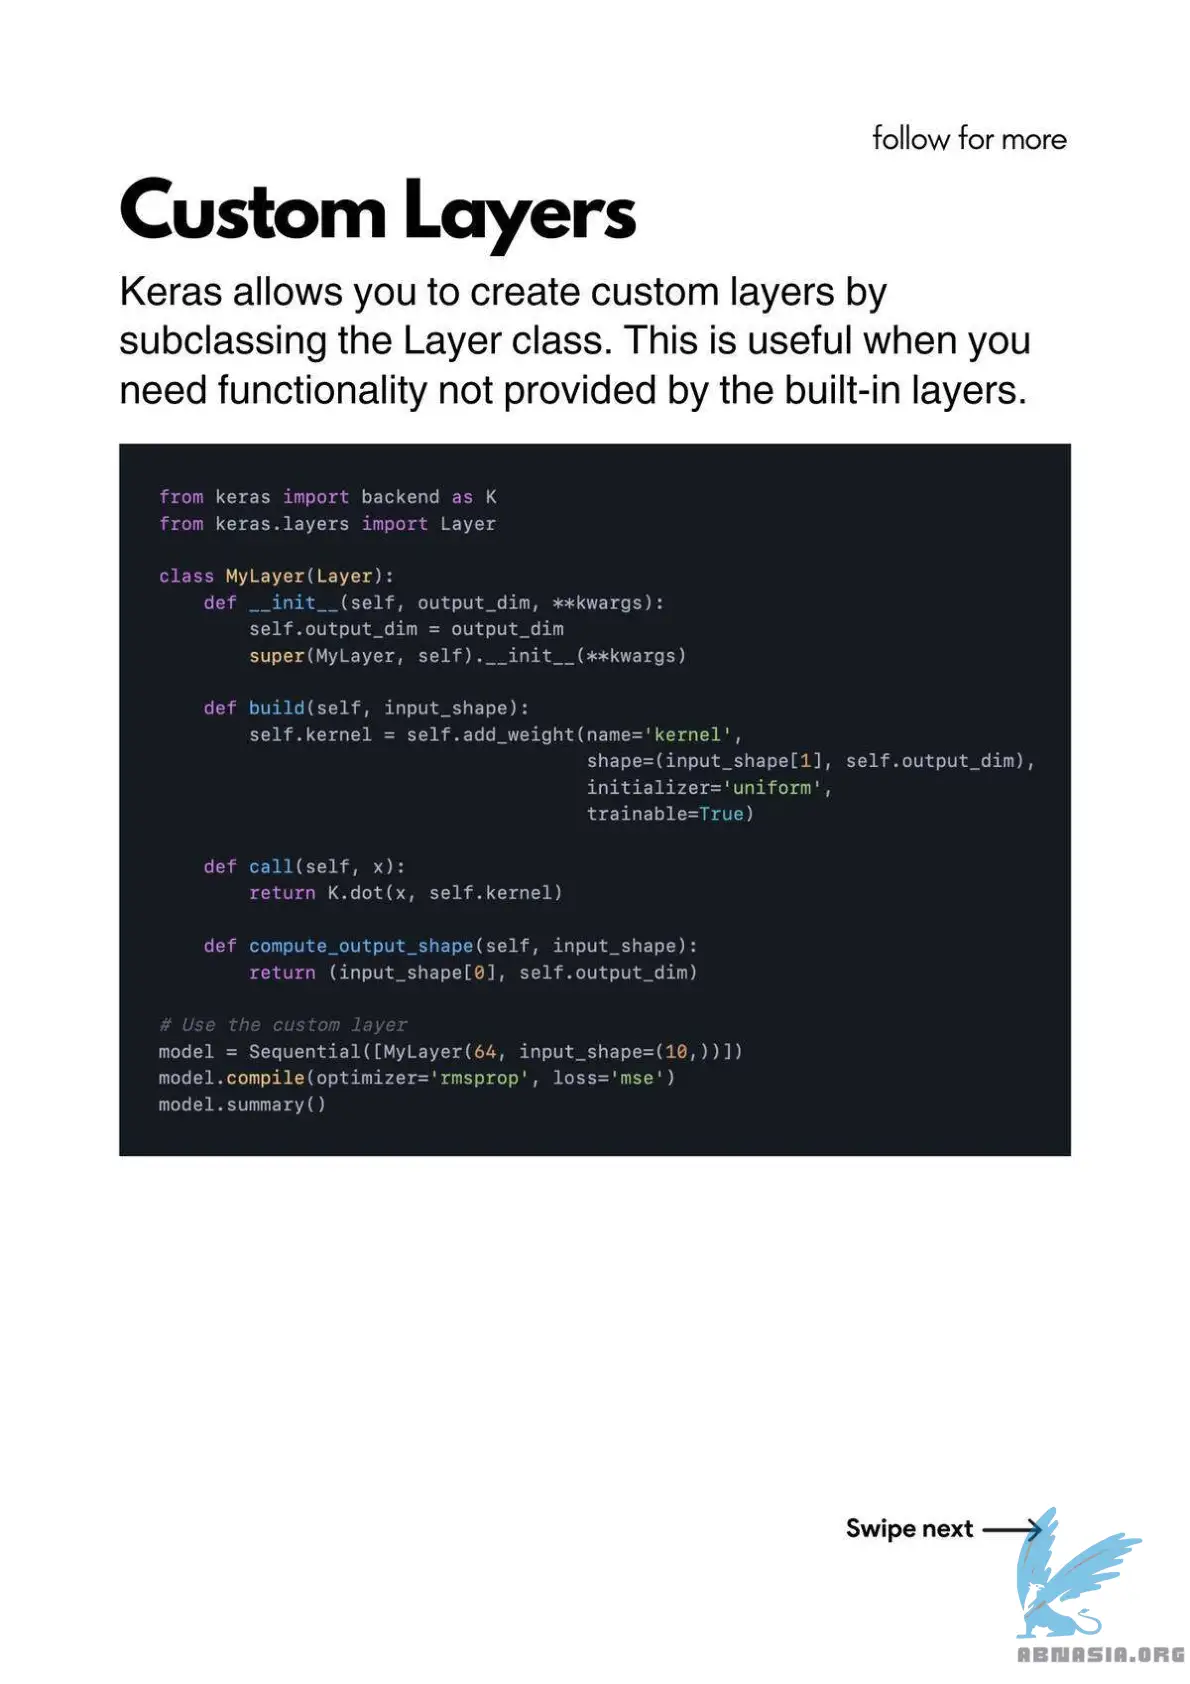 follow for more
Custom Layers
Keras allows you to create custom layers by
subclassing the Layer class. This is useful when you
need functionality not provided by the built-in layers.
from keras import backend as K
from keras.layers import Layer
class MyLayer(Layer):
    def __init__(self, output_dim, **kwargs):
        self.output_dim = output_dim
        super(MyLayer, self).__init__(**kwargs)
    def build(self, input_shape):
        self.kernel = self.add_weight(name='kernel',
                                      shape=(input_shape[1], self.output_dim),
                                      initializer='uniform',
                                      trainable=True)
    def call(self, x):
        return K.dot(x, self.kernel)
    def compute_output_shape(self, input_shape):
        return (input_shape[0], self.output_dim)
# Use the custom layer
model = Sequential([MyLayer(64, input_shape=(10,))])
model.compile(optimizer='rmsprop', loss='mse')
model.summary()
Swipe next
ABNASIA.ORG